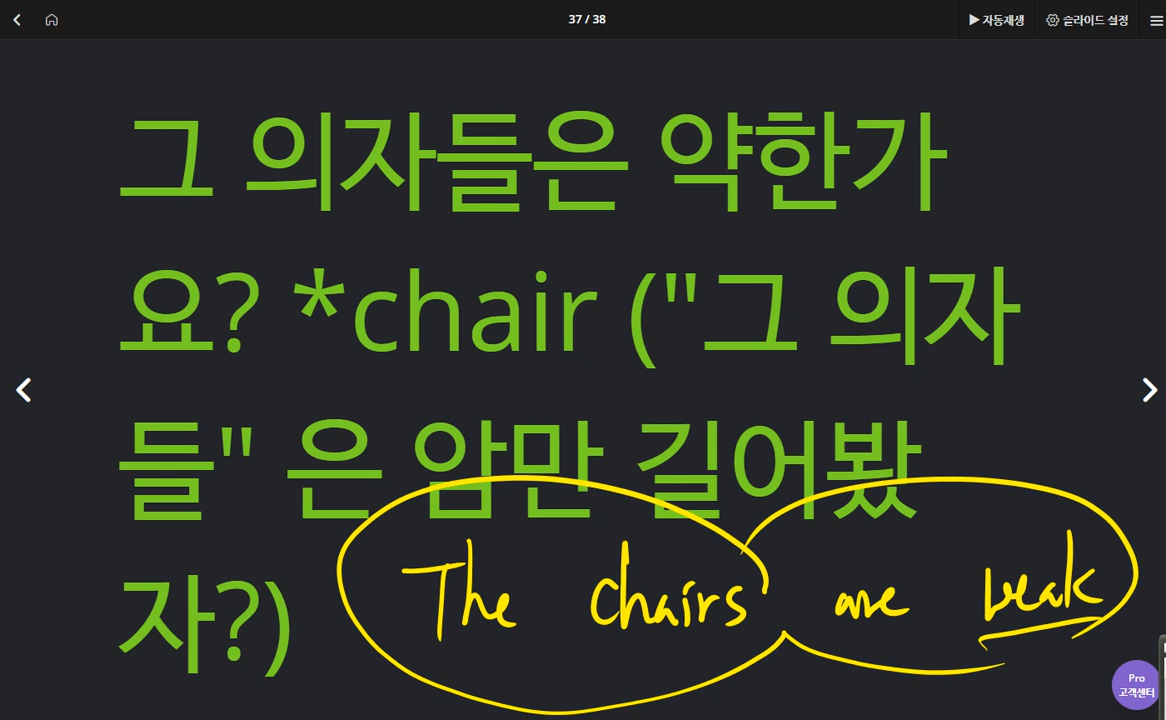 37 / 38
▶ 자동재생
슬라이드 설정
그 의자들은 약한가
요? *chair ("그 의자
들" 은 암만 길어봤
자?)
The chairs are weak
Pro
고객센터